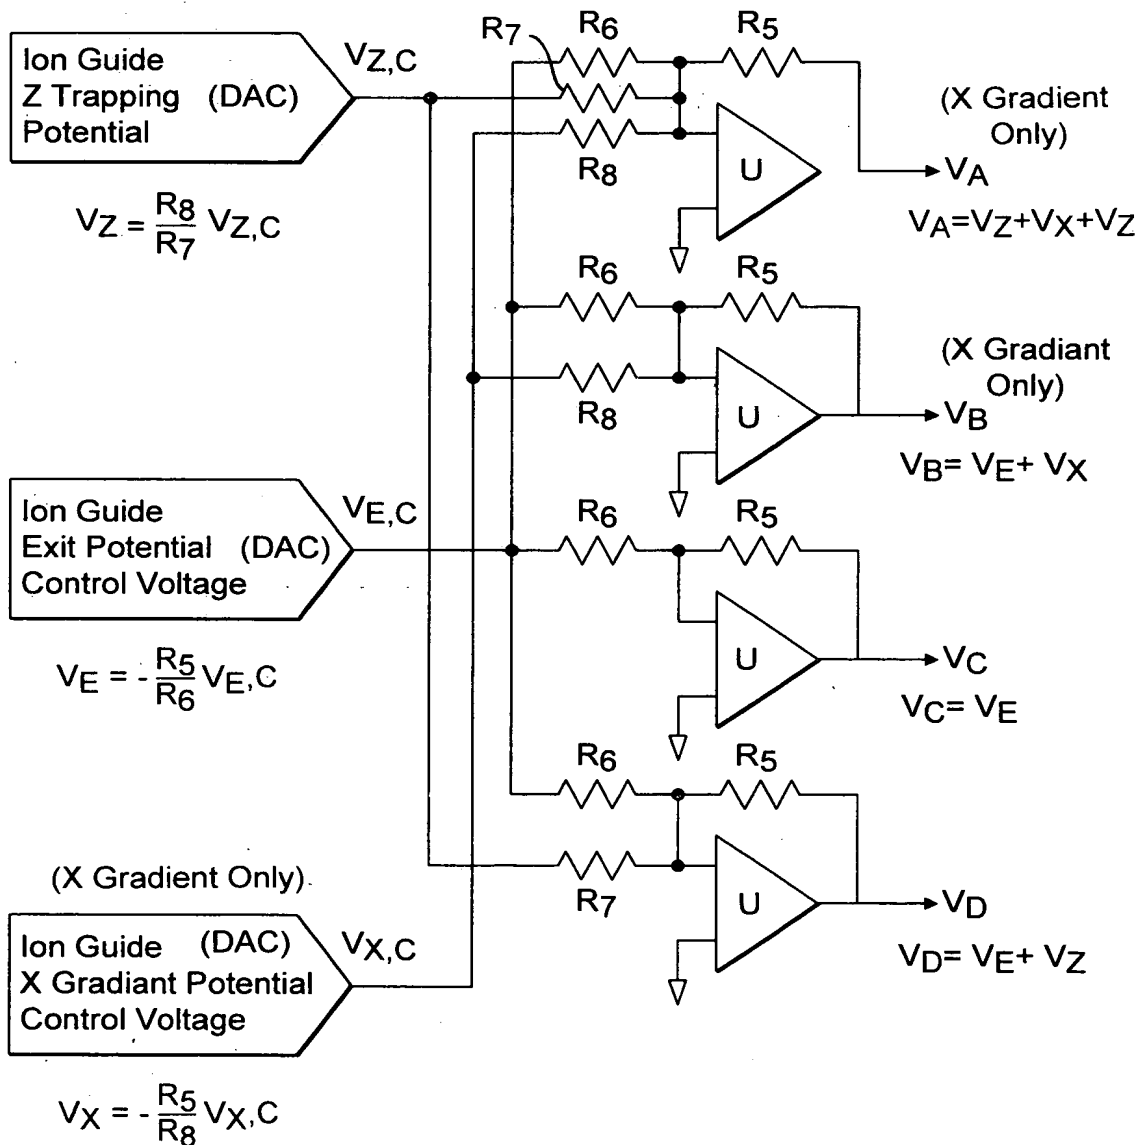 Ion Guide
Z Trapping (DAC)
Potential
VZ,C
VZ = R8/R7 VZ,C
R7
R6
R5
R8
U
(X Gradient
Only)
VA
VA=VZ+VX+VZ
R6
R5
R8
U
(X Gradiant
Only)
VB
VB= VE+ VX
Ion Guide
Exit Potential (DAC)
Control Voltage
VE,C
VE = - R5/R6 VE,C
R6
R5
U
VC
VC= VE
R6
R5
R7
U
VD
VD= VE+ VZ
(X Gradient Only)
Ion Guide (DAC)
X Gradiant Potential
Control Voltage
VX,C
VX = - R5/R8 VX,C